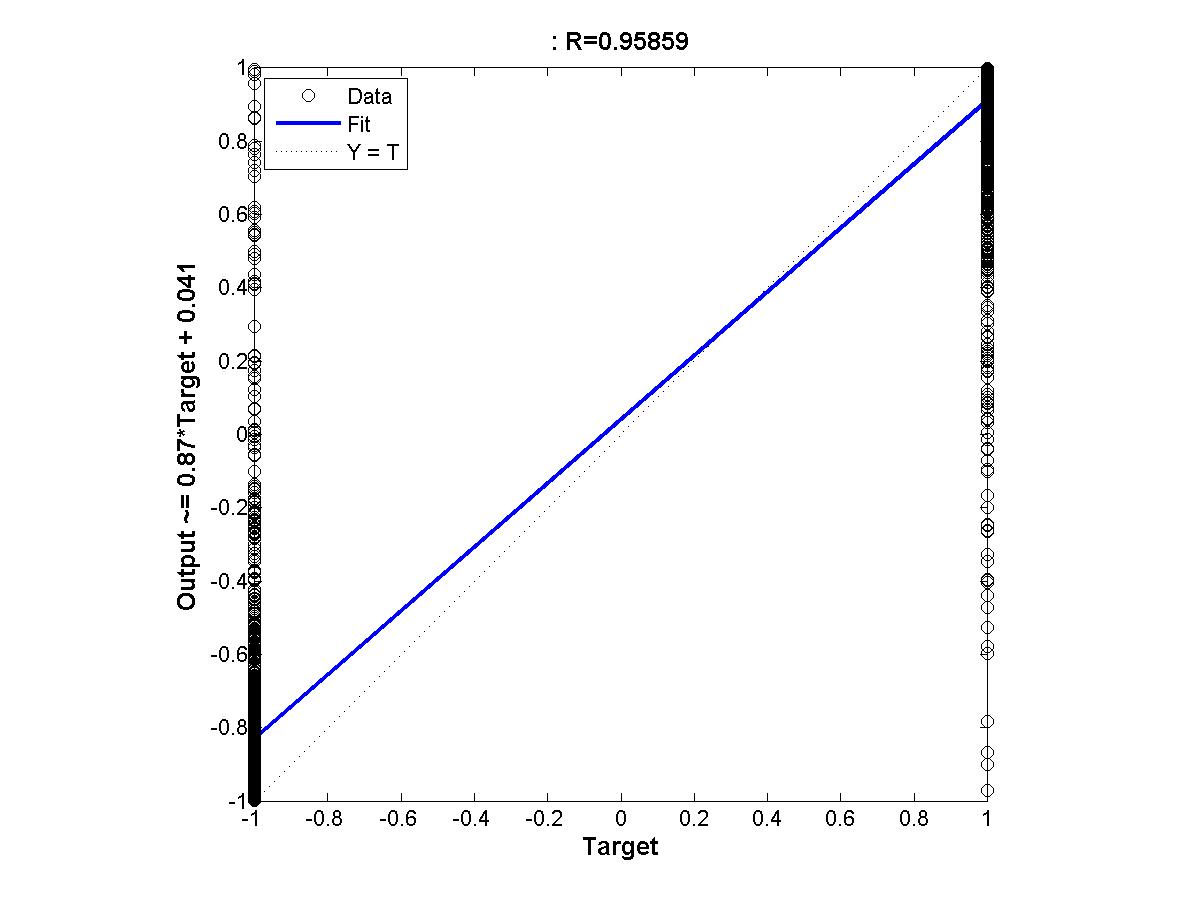 : R=0.95859
Data
Fit
Y = T
1
0.8
0.6
0.4
0.2
0
-0.2
-0.4
-0.6
-0.8
-1
Output ~= 0.87*Target + 0.041
-1 -0.8 -0.6 -0.4 -0.2 0 0.2 0.4 0.6 0.8 1
Target